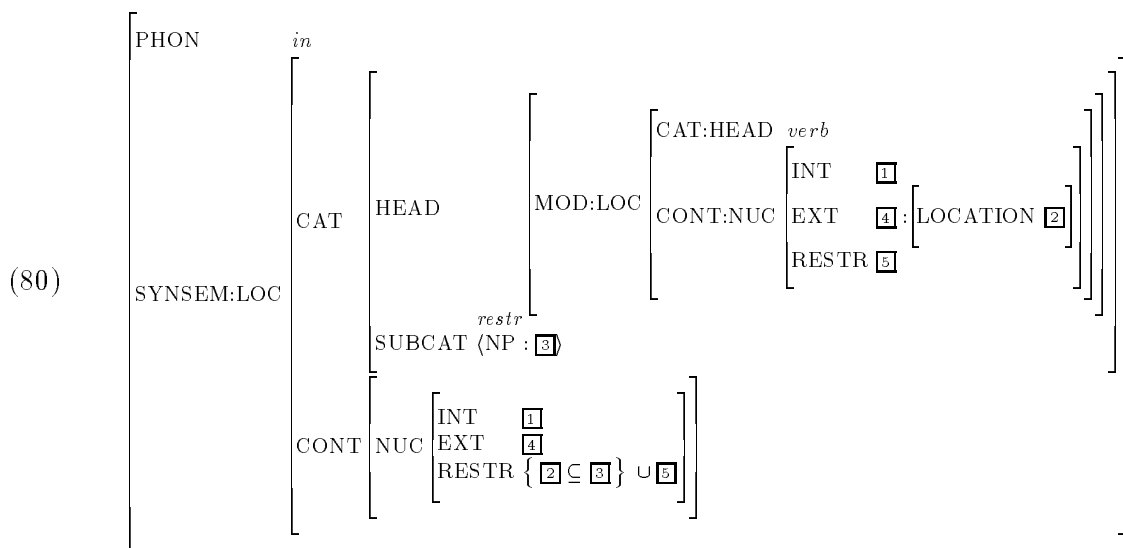 PHON in
CAT:HEAD verb
INT 1
CAT HEAD MOD:LOC CONT:NUC EXT 4 : [LOCATION 2]
RESTR 5
(80) SYNSEM:LOC
restr
SUBCAT ⟨NP : 3⟩
INT 1
CONT NUC EXT 4
RESTR { 2 ⊆ 3 } ∪ 5